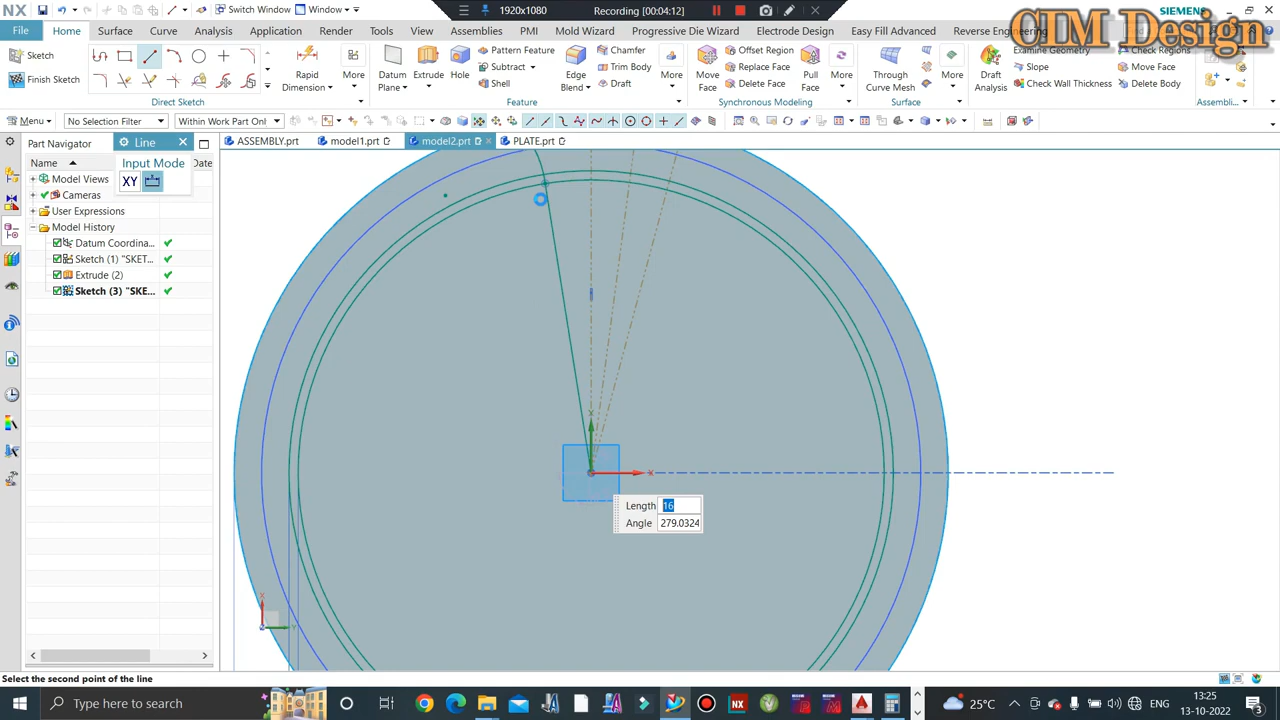 NX
Switch Window
Window
1920x1080
Recording [00:04:12]
SIEMENS
CIM Design
File
Home
Surface
Curve
Analysis
Application
Render
Tools
View
Assemblies
PMI
Mold Wizard
Progressive Die Wizard
Electrode Design
Easy Fill Advanced
Reverse Engineering
Sketch
Finish Sketch
Rapid Dimension
More
Datum Plane
Extrude
Hole
Pattern Feature
Subtract
Shell
Edge Blend
Chamfer
Trim Body
Draft
More
Move Face
Offset Region
Replace Face
Delete Face
Pull Face
More
Through Curve Mesh
More
Draft Analysis
Examine Geometry
Slope
Check Wall Thickness
Check Regions
Move Face
Delete Body
Direct Sketch
Feature
Synchronous Modeling
Surface
Assembli...
Menu
No Selection Filter
Within Work Part Only
Part Navigator
Line
ASSEMBLY.prt
model1.prt
model2.prt
PLATE.prt
Name
Date
Input Mode
XY
Model Views
Cameras
User Expressions
Model History
Datum Coordina...
Sketch (1) "SKET...
Extrude (2)
Sketch (3) "SKE...
X
Length 16
Angle 279.0324
Select the second point of the line
Type here to search
25°C
ENG
13:25
13-10-2022